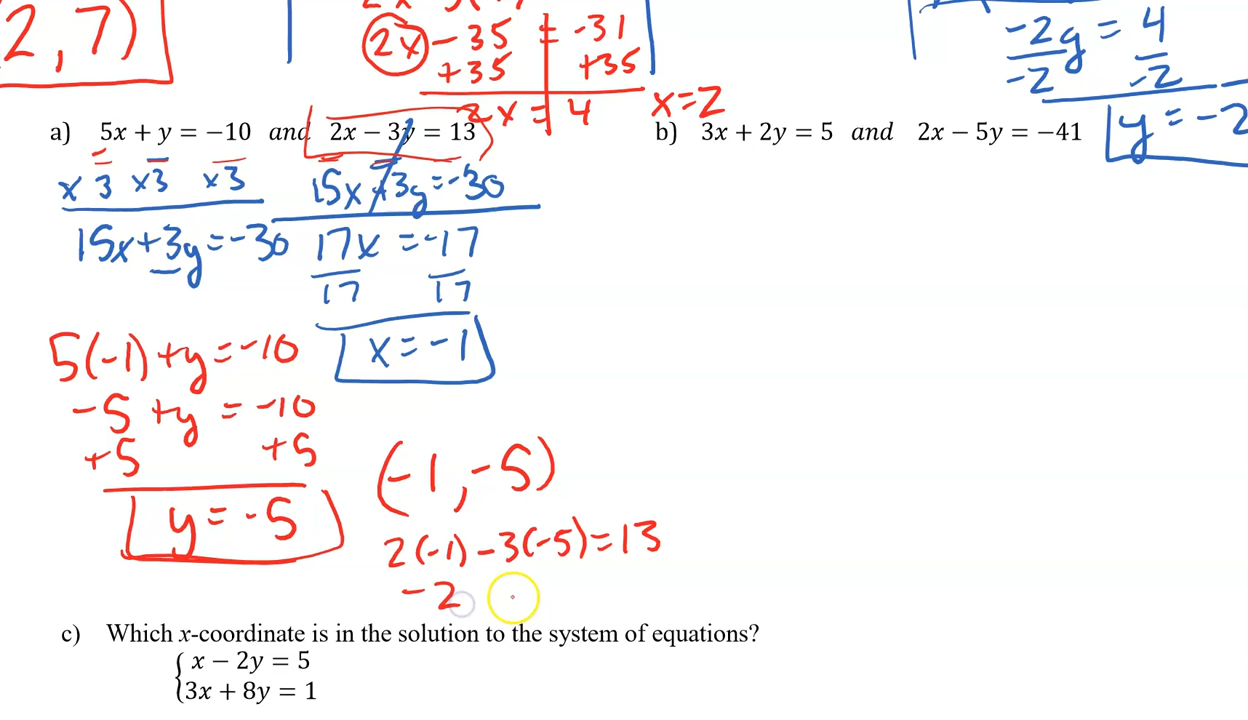 2, 7)
2x - 35 = -31
+35 +35
2x = 4 x=2
-2y = 4
-2 -2
y = -2
a) 5x + y = −10 and 2x − 3y = 13
x 3 x3 x3
15x+3y=-30
15x+3y=-30
17x = -17
17 17
x = -1
5(-1)+y=-10
-5 +y = -10
+5 +5
y = -5
(-1, -5)
2(-1) -3(-5)=13
-2
b) 3x + 2y = 5 and 2x − 5y = −41
c) Which x-coordinate is in the solution to the system of equations?
x − 2y = 5
3x + 8y = 1